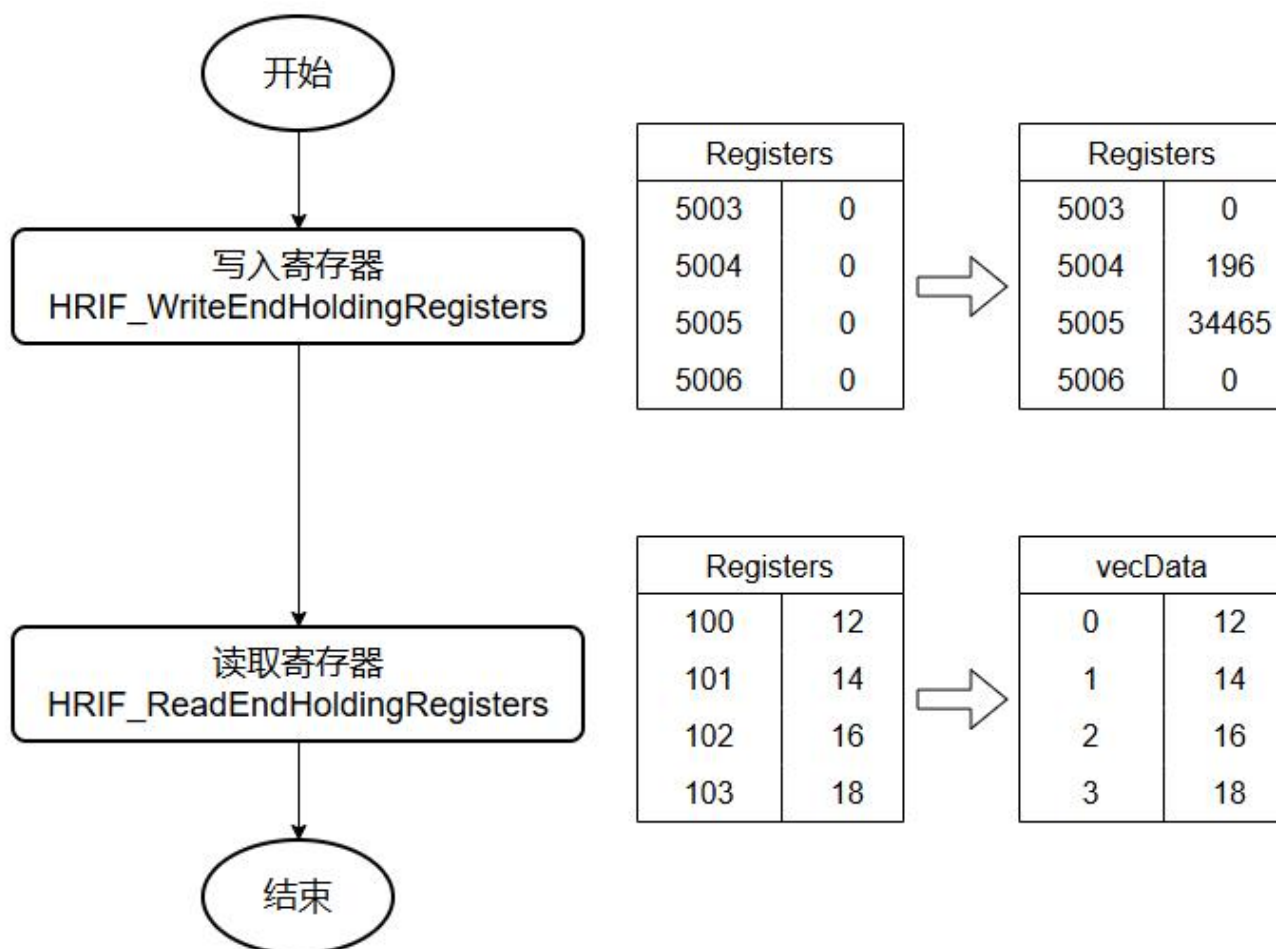 开始
写入寄存器
HRIF_WriteEndHoldingRegisters
Registers
5003 0
5004 0
5005 0
5006 0
Registers
5003 0
5004 196
5005 34465
5006 0
读取寄存器
HRIF_ReadEndHoldingRegisters
Registers
100 12
101 14
102 16
103 18
vecData
0 12
1 14
2 16
3 18
结束